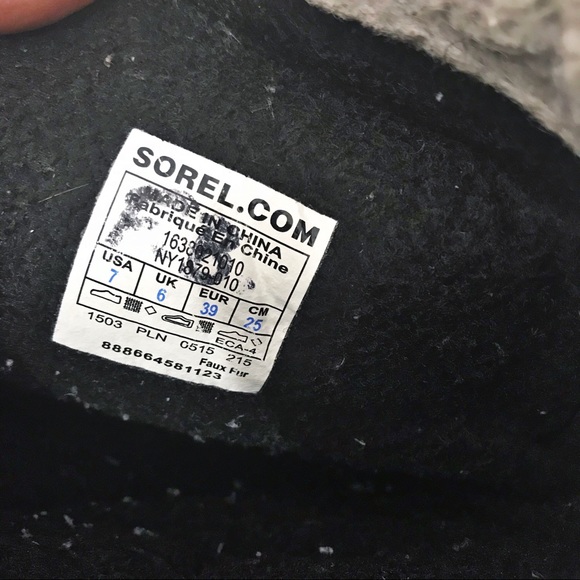 SOREL.COM
MADE IN CHINA
Fabrique En Chine
1633021010
NY1879-010
USA UK EUR CM
7 6 39 25
ECA-4
1503 PLN 0515 215
Faux Fur
888664581123